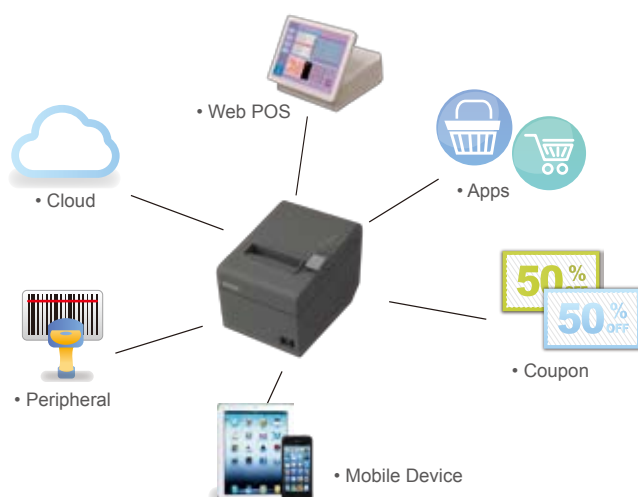 • Web POS
• Cloud
• Apps
50% OFF
50% OFF
• Coupon
• Peripheral
• Mobile Device